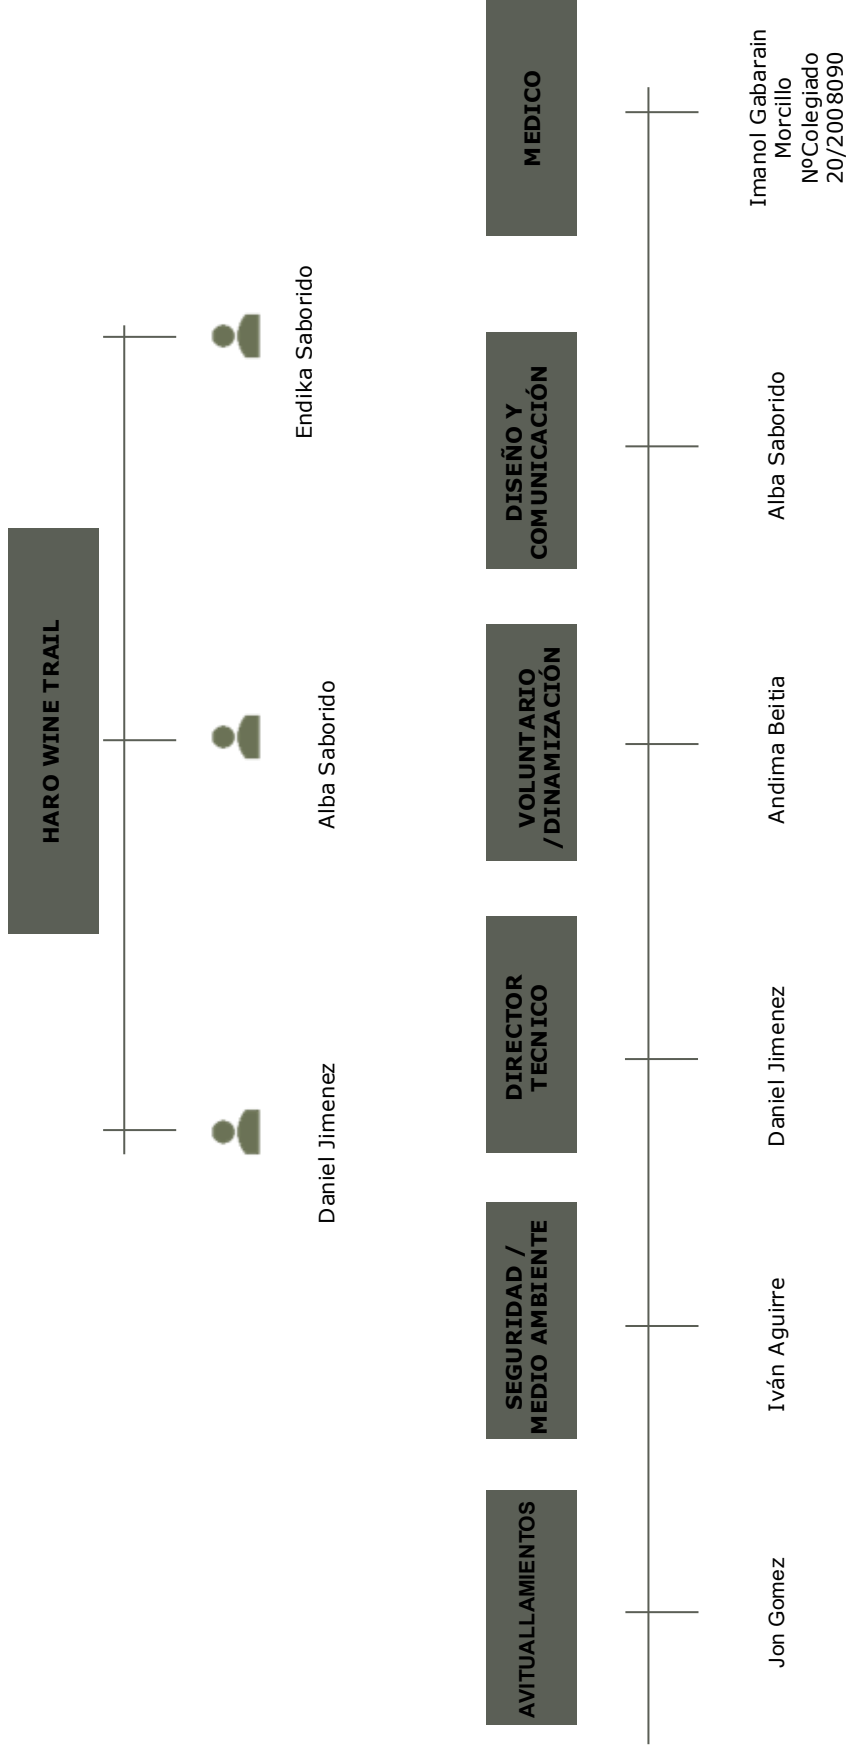 HARO WINE TRAIL
Daniel Jimenez
Alba Saborido
Endika Saborido
AVITUALLAMIENTOS
SEGURIDAD /
MEDIO AMBIENTE
DIRECTOR
TECNICO
VOLUNTARIO
/DINAMIZACIÓN
DISEÑO Y
COMUNICACIÓN
MEDICO
Jon Gomez
Iván Aguirre
Daniel Jimenez
Andima Beitia
Alba Saborido
Imanol Gabarain
Morcillo
NºColegiado
20/2008090